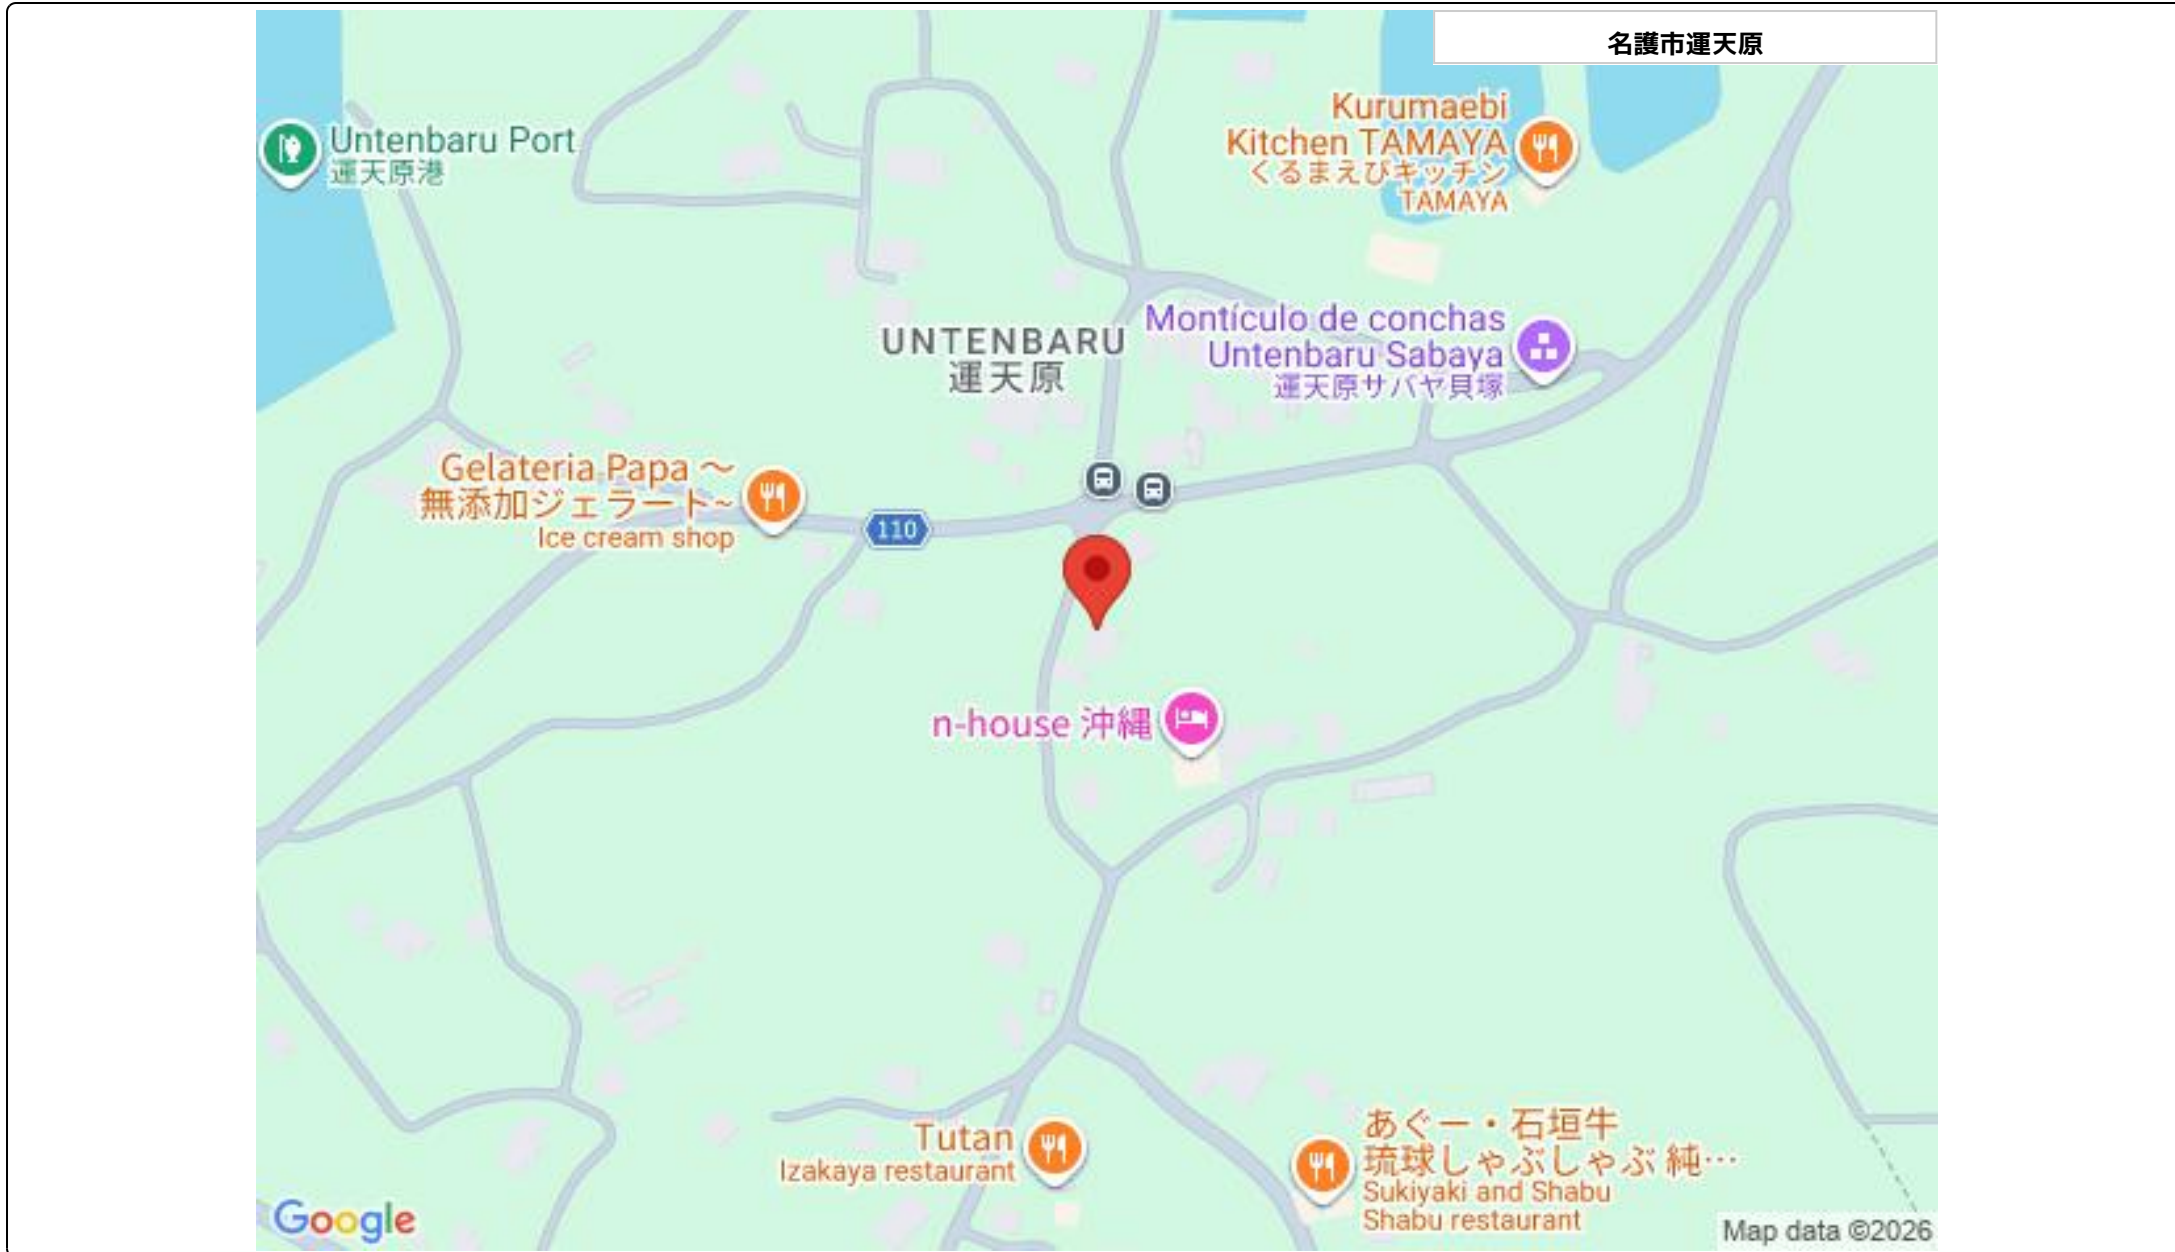 名護市運天原
Kurumaebi
Kitchen TAMAYA
くるまえびキッチン
TAMAYA
Untenbaru Port
運天原港
Montículo de conchas
Untenbaru Sabaya
運天原サバヤ貝塚
UNTENBARU
運天原
Gelateria Papa ～
無添加ジェラート~
Ice cream shop
110
n-house 沖縄
Tutan
Izakaya restaurant
あぐー・石垣牛
琉球しゃぶしゃぶ 純…
Sukiyaki and Shabu
Shabu restaurant
Google
Map data ©2026